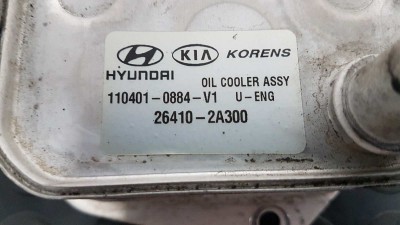 KIA KORENS
HYUNDAI OIL COOLER ASSY
110401-0884-V1 U-ENG
26410-2A300